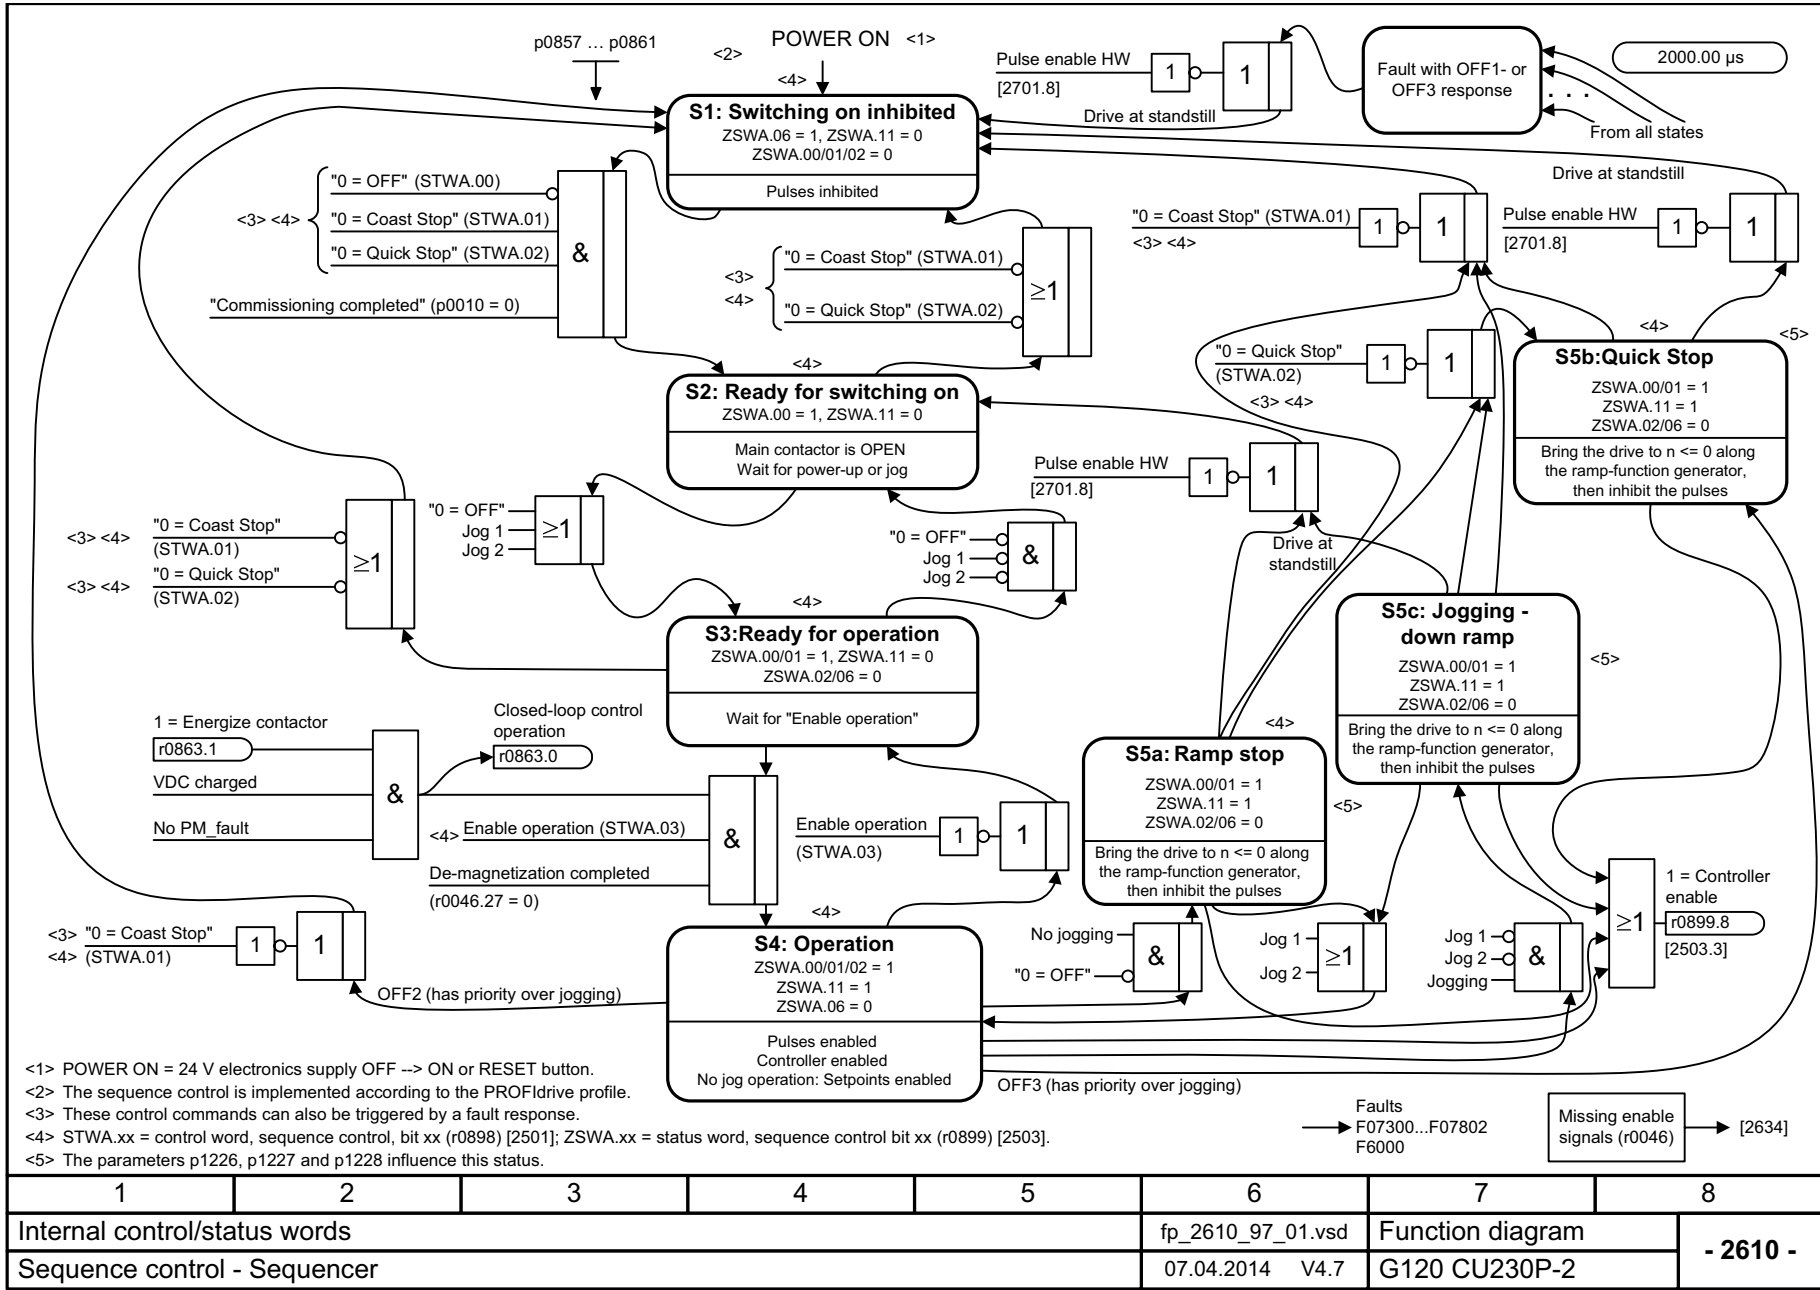 p0857 ... p0861
<2>
POWER ON <1>
<4>
S1: Switching on inhibited
ZSWA.06 = 1, ZSWA.11 = 0
ZSWA.00/01/02 = 0
Pulses inhibited
Pulse enable HW
[2701.8]
1
1
Drive at standstill
Fault with OFF1- or
OFF3 response
2000.00 µs
. . .
From all states
<3> <4>
"0 = OFF" (STWA.00)
"0 = Coast Stop" (STWA.01)
"0 = Quick Stop" (STWA.02)
"Commissioning completed" (p0010 = 0)
&
<3>
<4>
"0 = Coast Stop" (STWA.01)
"0 = Quick Stop" (STWA.02)
≥1
"0 = Coast Stop" (STWA.01)
<3> <4>
1
1
Drive at standstill
Pulse enable HW
[2701.8]
1
1
"0 = Quick Stop"
(STWA.02)
<3> <4>
1
1
<4>
<5>
S5b:Quick Stop
ZSWA.00/01 = 1
ZSWA.11 = 1
ZSWA.02/06 = 0
Bring the drive to n <= 0 along
the ramp-function generator,
then inhibit the pulses
<4>
S2: Ready for switching on
ZSWA.00 = 1, ZSWA.11 = 0
Main contactor is OPEN
Wait for power-up or jog
Pulse enable HW
[2701.8]
1
1
Drive at
standstill
"0 = OFF"
Jog 1
Jog 2
≥1
"0 = OFF"
Jog 1
Jog 2
&
<3> <4>
"0 = Coast Stop"
(STWA.01)
<3> <4>
"0 = Quick Stop"
(STWA.02)
≥1
<4>
S3:Ready for operation
ZSWA.00/01 = 1, ZSWA.11 = 0
ZSWA.02/06 = 0
Wait for "Enable operation"
S5c: Jogging -
down ramp
ZSWA.00/01 = 1
ZSWA.11 = 1
ZSWA.02/06 = 0
Bring the drive to n <= 0 along
the ramp-function generator,
then inhibit the pulses
<5>
<4>
S5a: Ramp stop
ZSWA.00/01 = 1
ZSWA.11 = 1
ZSWA.02/06 = 0
Bring the drive to n <= 0 along
the ramp-function generator,
then inhibit the pulses
<5>
1 = Energize contactor
r0863.1
VDC charged
No PM_fault
&
Closed-loop control
operation
r0863.0
<4> Enable operation (STWA.03)
De-magnetization completed
(r0046.27 = 0)
&
Enable operation
(STWA.03)
1
1
<3> "0 = Coast Stop"
<4> (STWA.01)
1
1
OFF2 (has priority over jogging)
<4>
S4: Operation
ZSWA.00/01/02 = 1
ZSWA.11 = 1
ZSWA.06 = 0
Pulses enabled
Controller enabled
No jog operation: Setpoints enabled
No jogging
"0 = OFF"
&
Jog 1
Jog 2
≥1
Jog 1
Jog 2
Jogging
&
≥1
1 = Controller
enable
r0899.8
[2503.3]
OFF3 (has priority over jogging)
<1> POWER ON = 24 V electronics supply OFF --> ON or RESET button.
<2> The sequence control is implemented according to the PROFIdrive profile.
<3> These control commands can also be triggered by a fault response.
<4> STWA.xx = control word, sequence control, bit xx (r0898) [2501]; ZSWA.xx = status word, sequence control bit xx (r0899) [2503].
<5> The parameters p1226, p1227 and p1228 influence this status.
Faults
F07300...F07802
F6000
Missing enable
signals (r0046)
[2634]
1 2 3 4 5 6 7 8
Internal control/status words
fp_2610_97_01.vsd
Function diagram
- 2610 -
Sequence control - Sequencer
07.04.2014 V4.7
G120 CU230P-2